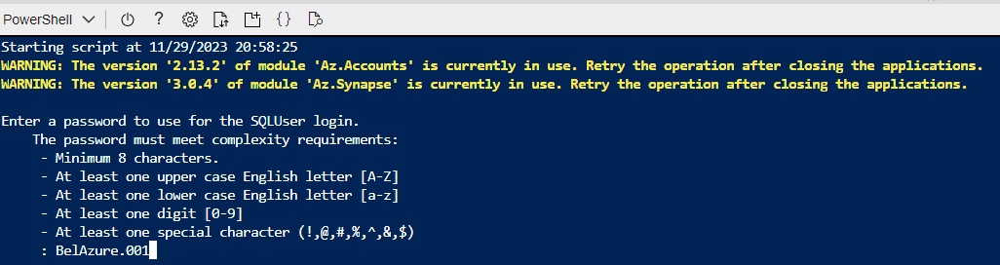 PowerShell
Starting script at 11/29/2023 20:58:25
WARNING: The version '2.13.2' of module 'Az.Accounts' is currently in use. Retry the operation after closing the applications.
WARNING: The version '3.0.4' of module 'Az.Synapse' is currently in use. Retry the operation after closing the applications.
Enter a password to use for the SQLUser login.
The password must meet complexity requirements:
- Minimum 8 characters.
- At least one upper case English letter [A-Z]
- At least one lower case English letter [a-z]
- At least one digit [0-9]
- At least one special character (!,@,#,%,^,&,$)
: BelAzure.001